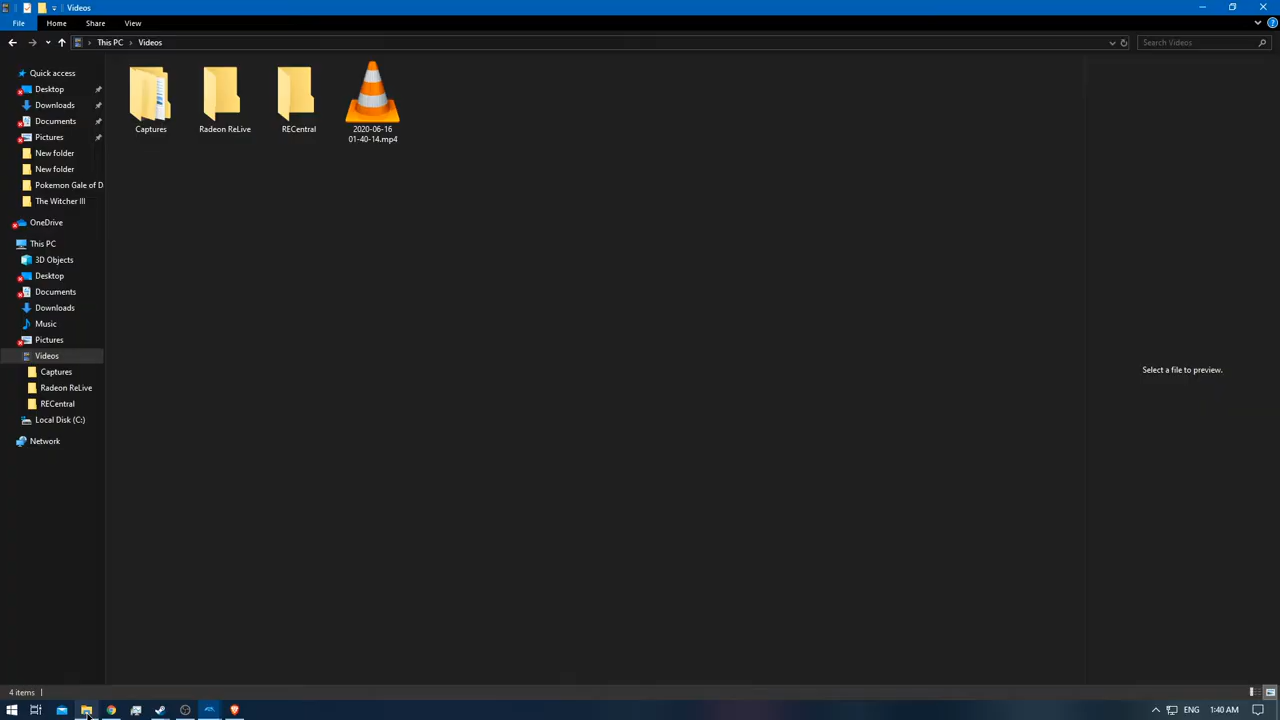 Videos
File Home Share View
This PC Videos Search Videos
Quick access
Desktop
Downloads
Documents
Pictures
New folder
New folder
Pokemon Gale of D
The Witcher III
OneDrive
This PC
3D Objects
Desktop
Documents
Downloads
Music
Pictures
Videos
Captures
Radeon ReLive
RECentral
Local Disk (C:)
Network
Captures Radeon ReLive RECentral 2020-06-16
01-40-14.mp4
Select a file to preview.
4 items
ENG 1:40 AM